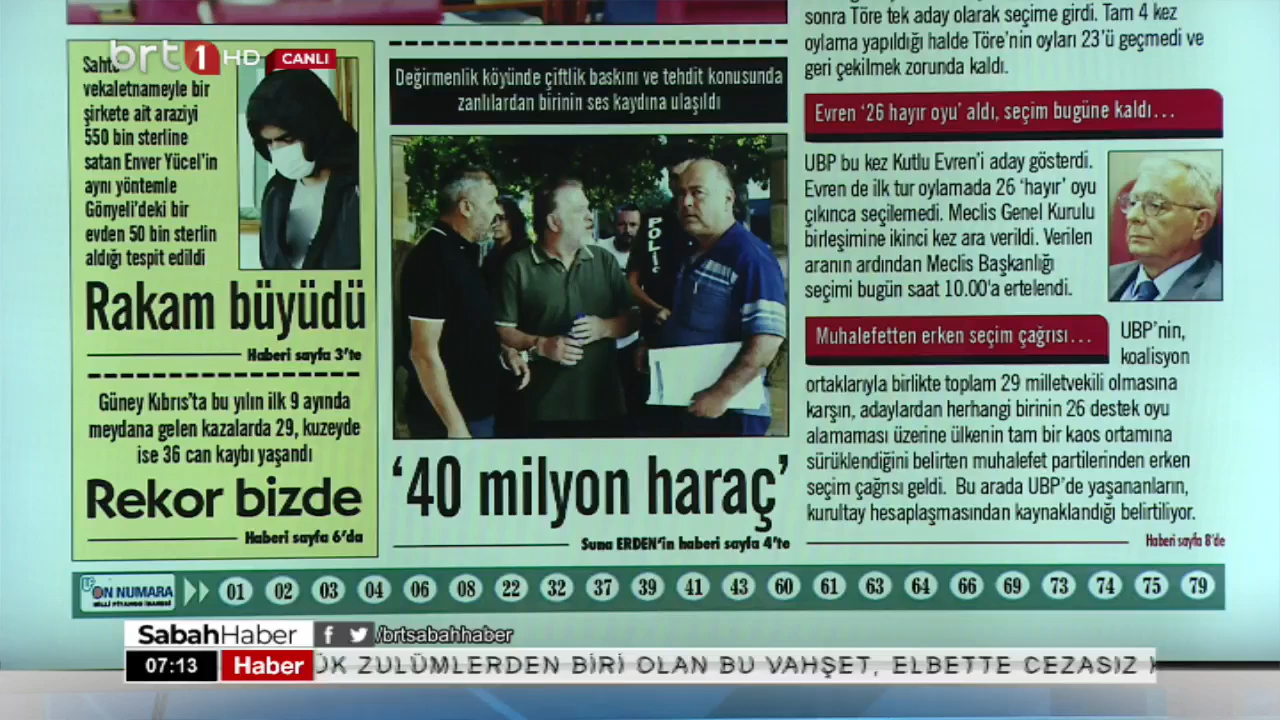 brt 1 HD
CANLI
Sahte
vekaletnameyle bir
şirkete ait araziyi
550 bin sterline
satan Enver Yücel'in
aynı yöntemle
Gönyeli'deki bir
evden 50 bin sterlin
aldığı tespit edildi
Rakam büyüdü
Haberi sayfa 3'te
Güney Kıbrıs'ta bu yılın ilk 9 ayında
meydana gelen kazalarda 29, kuzeyde
ise 36 can kaybı yaşandı
Rekor bizde
Haberi sayfa 6'da
Değirmenlik köyünde çiftlik baskını ve tehdit konusunda
zanlılardan birinin ses kaydına ulaşıldı
POLIS
'40 milyon haraç'
Suna ERDEN'in haberi sayfa 4'te
sonra Töre tek aday olarak seçime girdi. Tam 4 kez
oylama yapıldığı halde Töre'nin oyları 23'ü geçmedi ve
geri çekilmek zorunda kaldı.
Evren '26 hayır oyu' aldı, seçim bugüne kaldı...
UBP bu kez Kutlu Evren'i aday gösterdi.
Evren de ilk tur oylamada 26 'hayır' oyu
çıkınca seçilemedi. Meclis Genel Kurulu
birleşimine ikinci kez ara verildi. Verilen
aranın ardından Meclis Başkanlığı
seçimi bugün saat 10.00'a ertelendi.
Muhalefetten erken seçim çağrısı...
UBP'nin,
koalisyon
ortaklarıyla birlikte toplam 29 milletvekili olmasına
karşın, adaylardan herhangi birinin 26 destek oyu
alamaması üzerine ülkenin tam bir kaos ortamına
sürüklendiğini belirten muhalefet partilerinden erken
seçim çağrısı geldi. Bu arada UBP'de yaşananların,
kurultay hesaplaşmasından kaynaklandığı belirtiliyor.
Haberi sayfa 8'de
ON NUMARA
MİLLİ PİYANGO İDARESİ
01 02 03 04 06 08 22 32 37 39 41 43 60 61 63 64 66 69 73 74 75 79
SabahHaber /brtsabahhaber
07:13 Haber ÜK ZULÜMLERDEN BİRİ OLAN BU VAHŞET, ELBETTE CEZASIZ